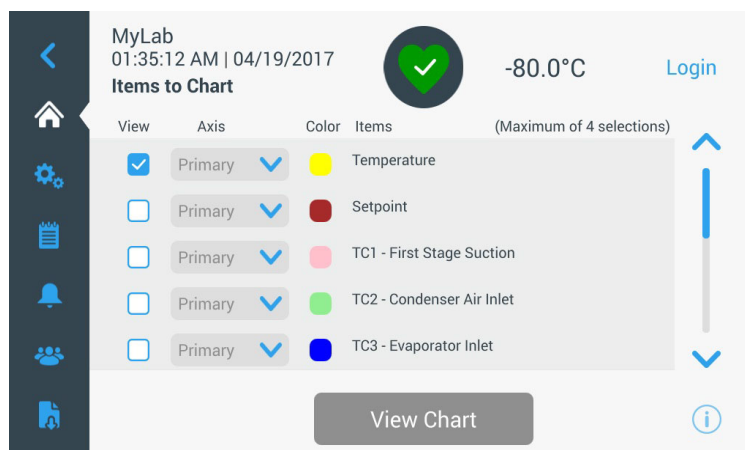 MyLab
01:35:12 AM | 04/19/2017
Items to Chart
-80.0°C
Login
View Axis Color Items (Maximum of 4 selections)
Primary Temperature
Primary Setpoint
Primary TC1 - First Stage Suction
Primary TC2 - Condenser Air Inlet
Primary TC3 - Evaporator Inlet
View Chart
i